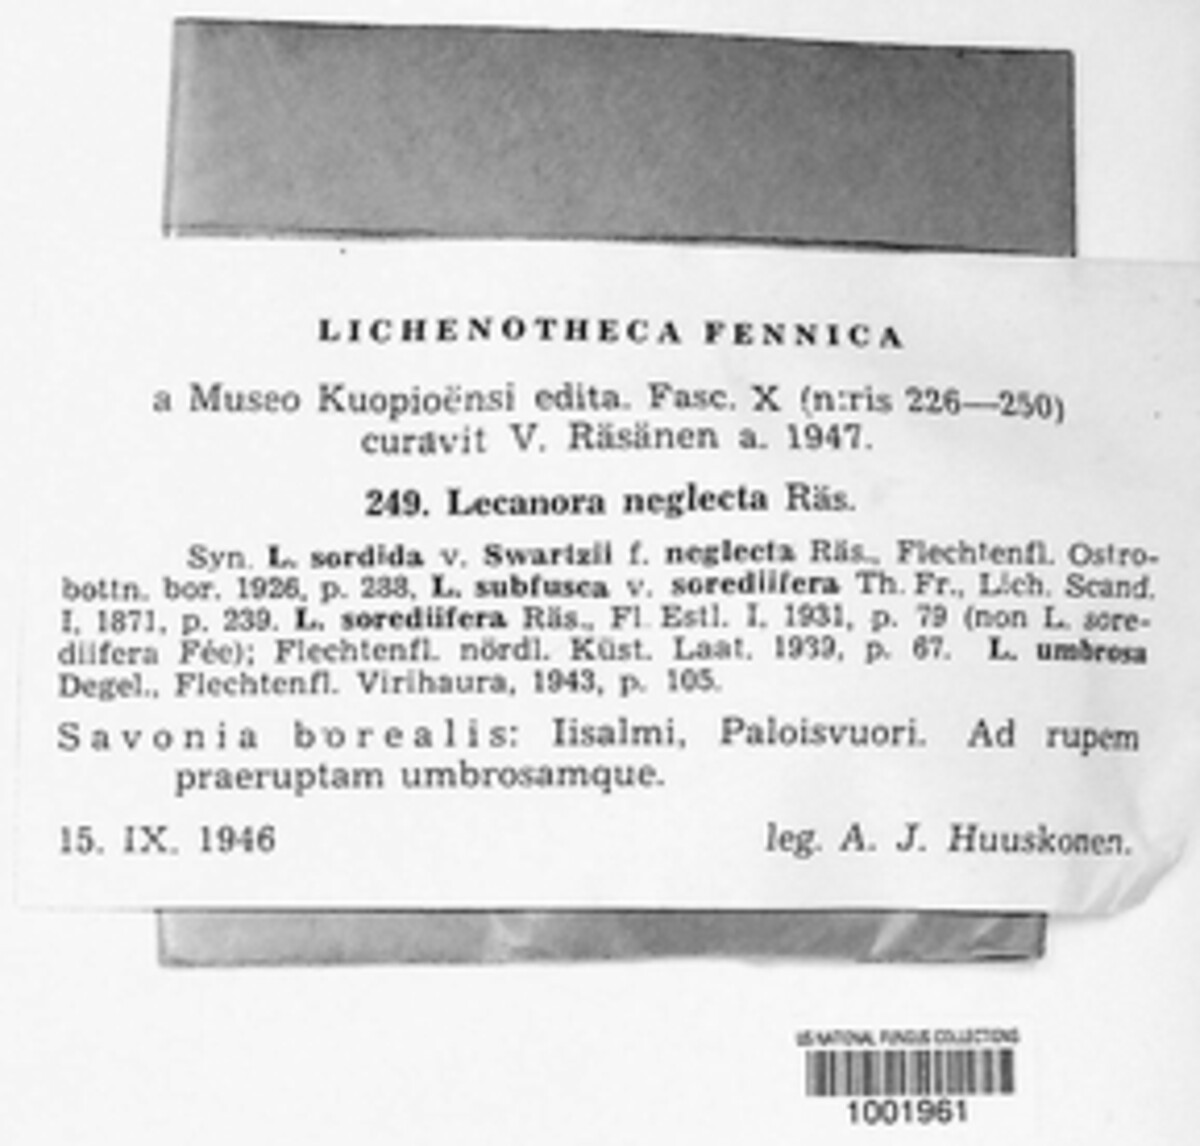 LICHENOTHECA FENNICA
a Museo Kuopioënsi edita. Fasc. X (n:ris 226—250)
curavit V. Räsänen a. 1947.
249. Lecanora neglecta Räs.
Syn. L. sordida v. Swartzii f. neglecta Räs., Flechtenfl. Ostro-
bottn. bor. 1926, p. 238, L. subfusca v. sorediifera Th. Fr., Lich. Scand.
I, 1871, p. 239. L. sorediifera Räs., Fl. Estl. I, 1931, p. 79 (non L. sore-
diifera Fée); Flechtenfl. nördl. Küst. Laat. 1939, p. 67. L. umbrosa
Degel., Flechtenfl. Virihaura, 1943, p. 105.
Savonia borealis: Iisalmi, Paloisvuori. Ad rupem
praeruptam umbrosamque.
15. IX. 1946 leg. A. J. Huuskonen.
US NATIONAL FUNGUS COLLECTIONS
1001961